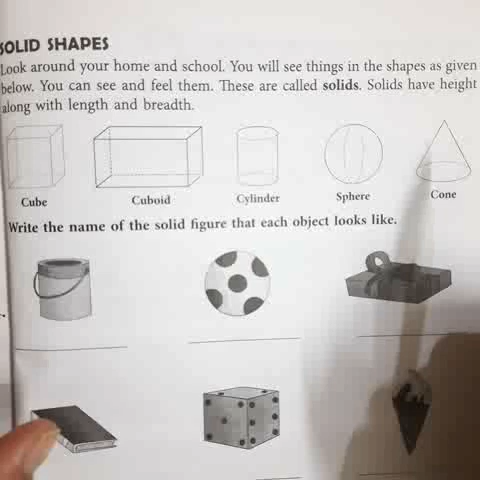 SOLID SHAPES
Look around your home and school. You will see things in the shapes as given
below. You can see and feel them. These are called solids. Solids have height
along with length and breadth.
Cube Cuboid Cylinder Sphere Cone
Write the name of the solid figure that each object looks like.